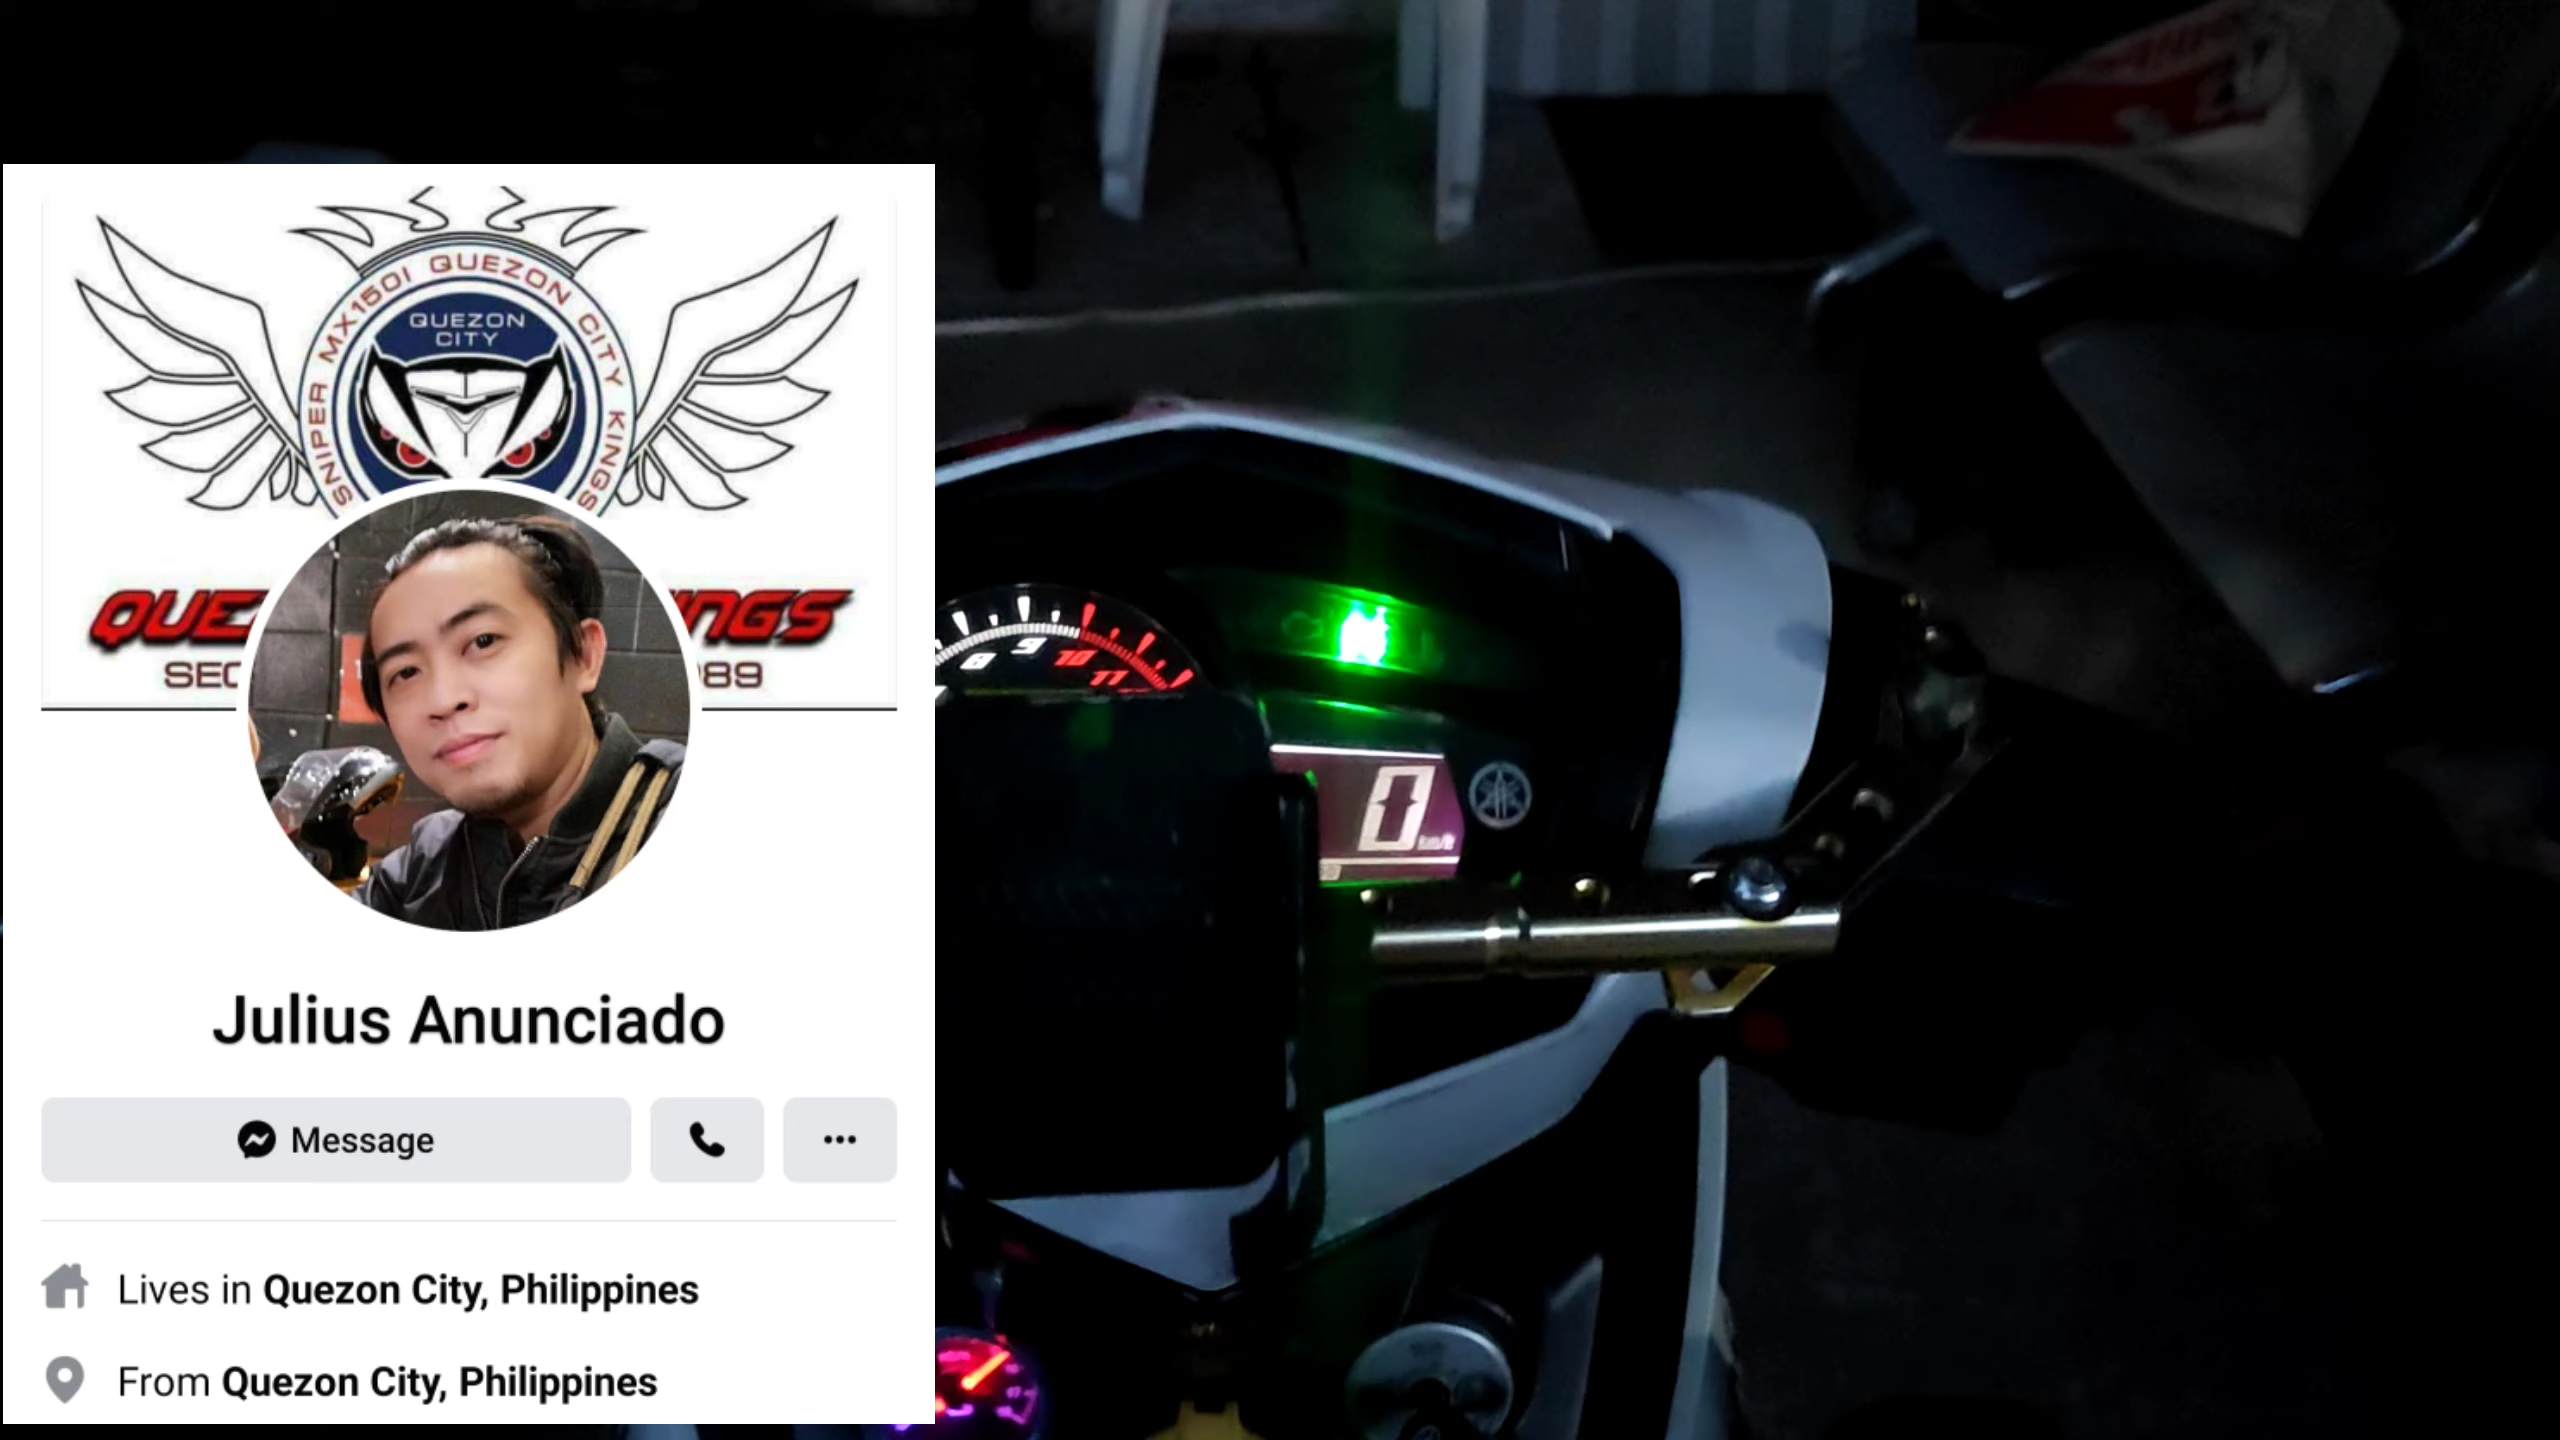 SNIPER MX150I QUEZON CITY KINGS
QUEZON
CITY
Julius Anunciado
Message
Lives in Quezon City, Philippines
From Quezon City, Philippines
8 9 10 11
0
km/h